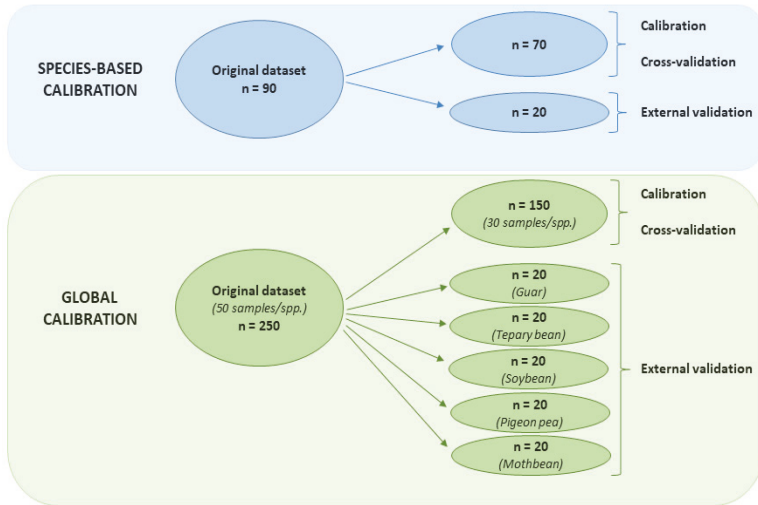 SPECIES-BASED
CALIBRATION
Original dataset
n = 90
n = 70
Calibration
Cross-validation
n = 20
External validation
GLOBAL
CALIBRATION
Original dataset
(50 samples/spp.)
n = 250
n = 150
(30 samples/spp.)
Calibration
Cross-validation
n = 20
(Guar)
n = 20
(Tepary bean)
n = 20
(Soybean)
n = 20
(Pigeon pea)
n = 20
(Mothbean)
External validation